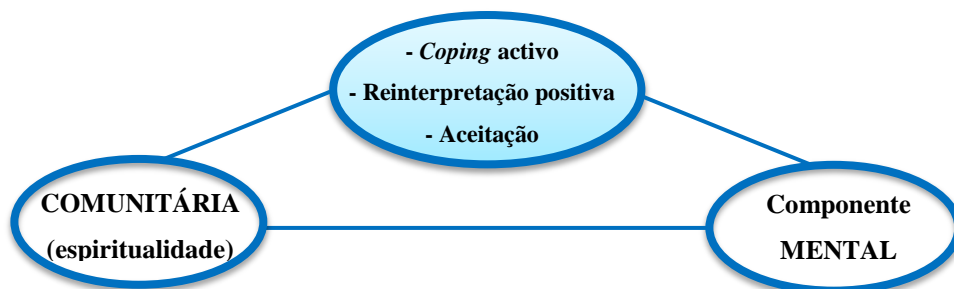 - Coping activo
- Reinterpretação positiva
- Aceitação
COMUNITÁRIA
(espiritualidade)
Componente
MENTAL